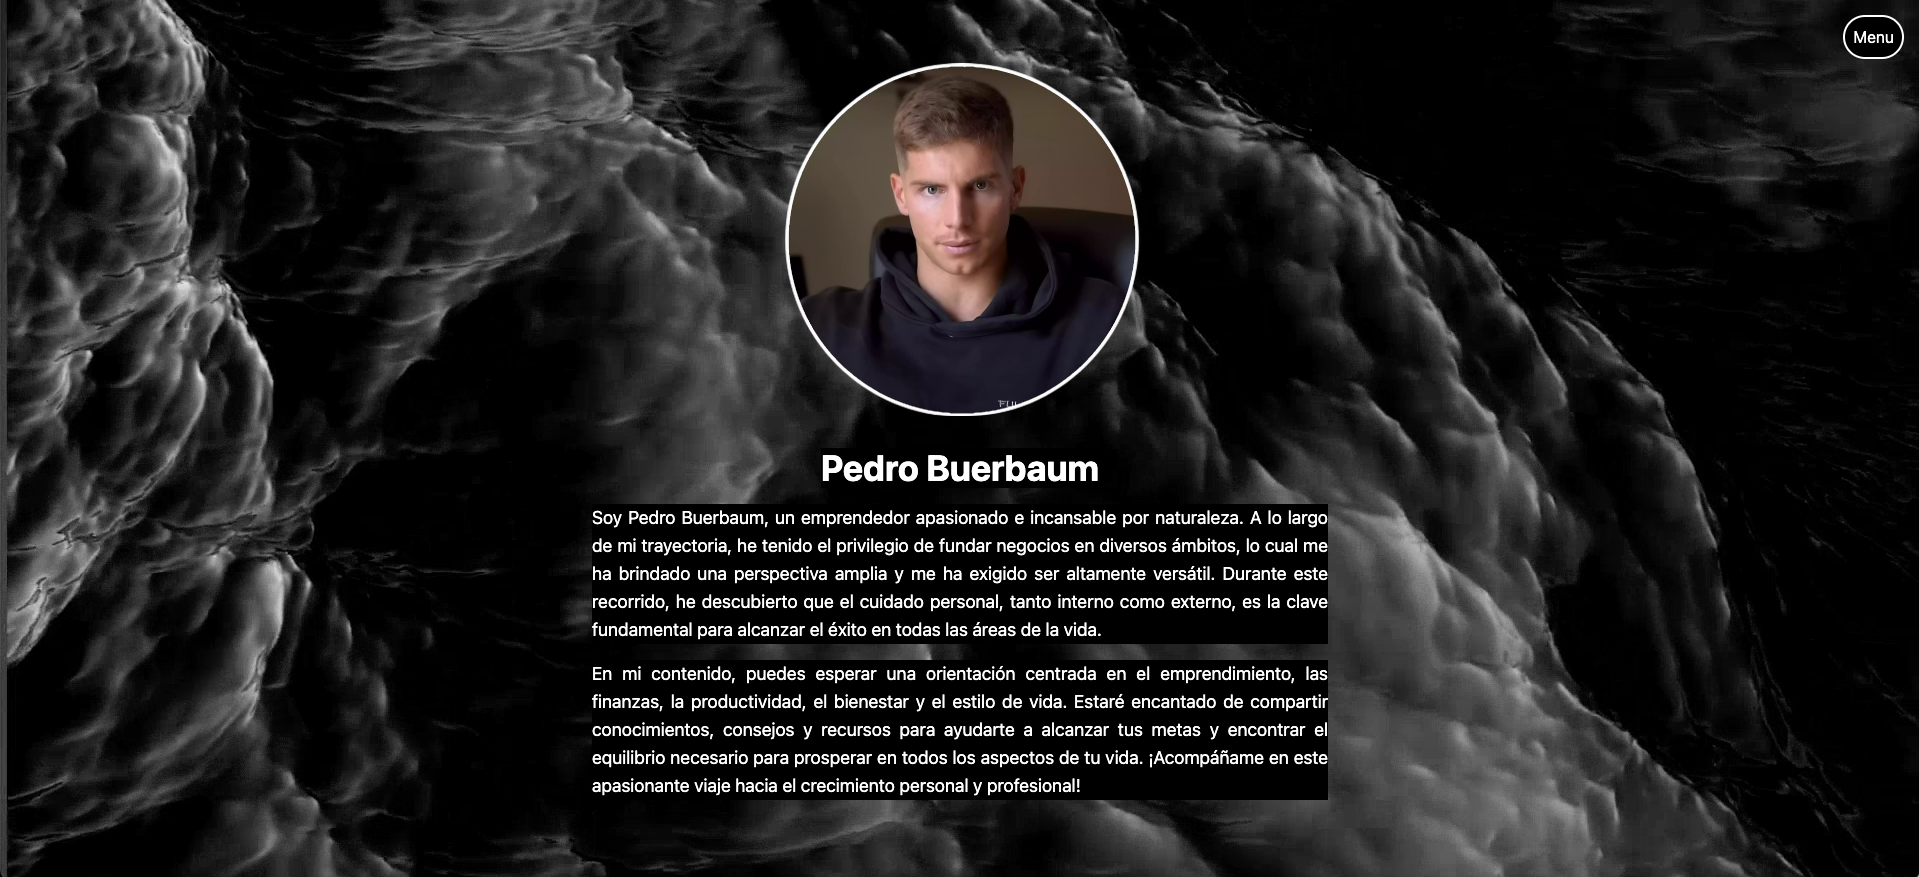 Menu
Pedro Buerbaum
Soy Pedro Buerbaum, un emprendedor apasionado e incansable por naturaleza. A lo largo
de mi trayectoria, he tenido el privilegio de fundar negocios en diversos ámbitos, lo cual me
ha brindado una perspectiva amplia y me ha exigido ser altamente versátil. Durante este
recorrido, he descubierto que el cuidado personal, tanto interno como externo, es la clave
fundamental para alcanzar el éxito en todas las áreas de la vida.
En mi contenido, puedes esperar una orientación centrada en el emprendimiento, las
finanzas, la productividad, el bienestar y el estilo de vida. Estaré encantado de compartir
conocimientos, consejos y recursos para ayudarte a alcanzar tus metas y encontrar el
equilibrio necesario para prosperar en todos los aspectos de tu vida. ¡Acompáñame en este
apasionante viaje hacia el crecimiento personal y profesional!